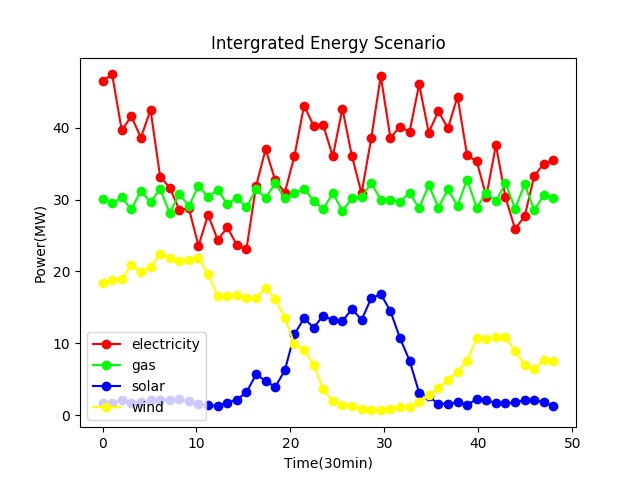 Intergrated Energy Scenario
Power(MW)
40
30
20
10
0
electricity
gas
solar
wind
0 10 20 30 40 50
Time(30min)